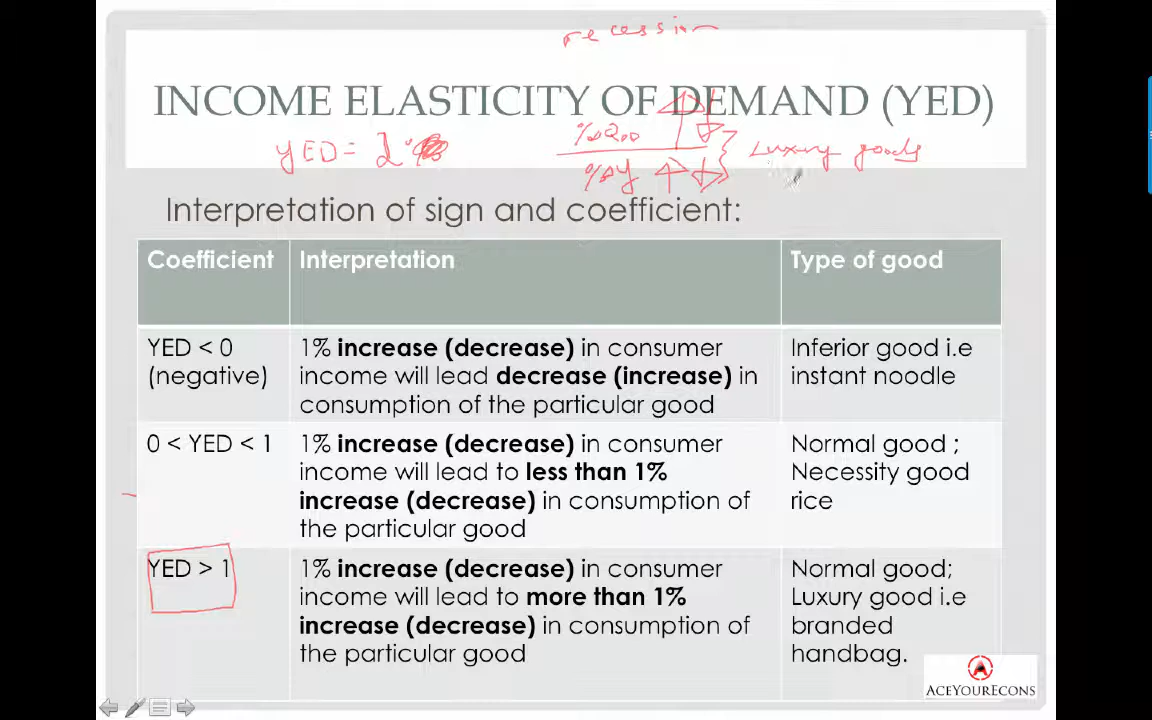 recession
INCOME ELASTICITY OF DEMAND (YED)
YED = 2
%ΔQDD
%ΔY
Luxury goods
Interpretation of sign and coefficient:
Coefficient
Interpretation
Type of good
YED < 0
(negative)
1% increase (decrease) in consumer
income will lead decrease (increase) in
consumption of the particular good
Inferior good i.e
instant noodle
0 < YED < 1
1% increase (decrease) in consumer
income will lead to less than 1%
increase (decrease) in consumption of
the particular good
Normal good ;
Necessity good
rice
YED > 1
1% increase (decrease) in consumer
income will lead to more than 1%
increase (decrease) in consumption of
the particular good
Normal good;
Luxury good i.e
branded
handbag.
ACEYOURECONS